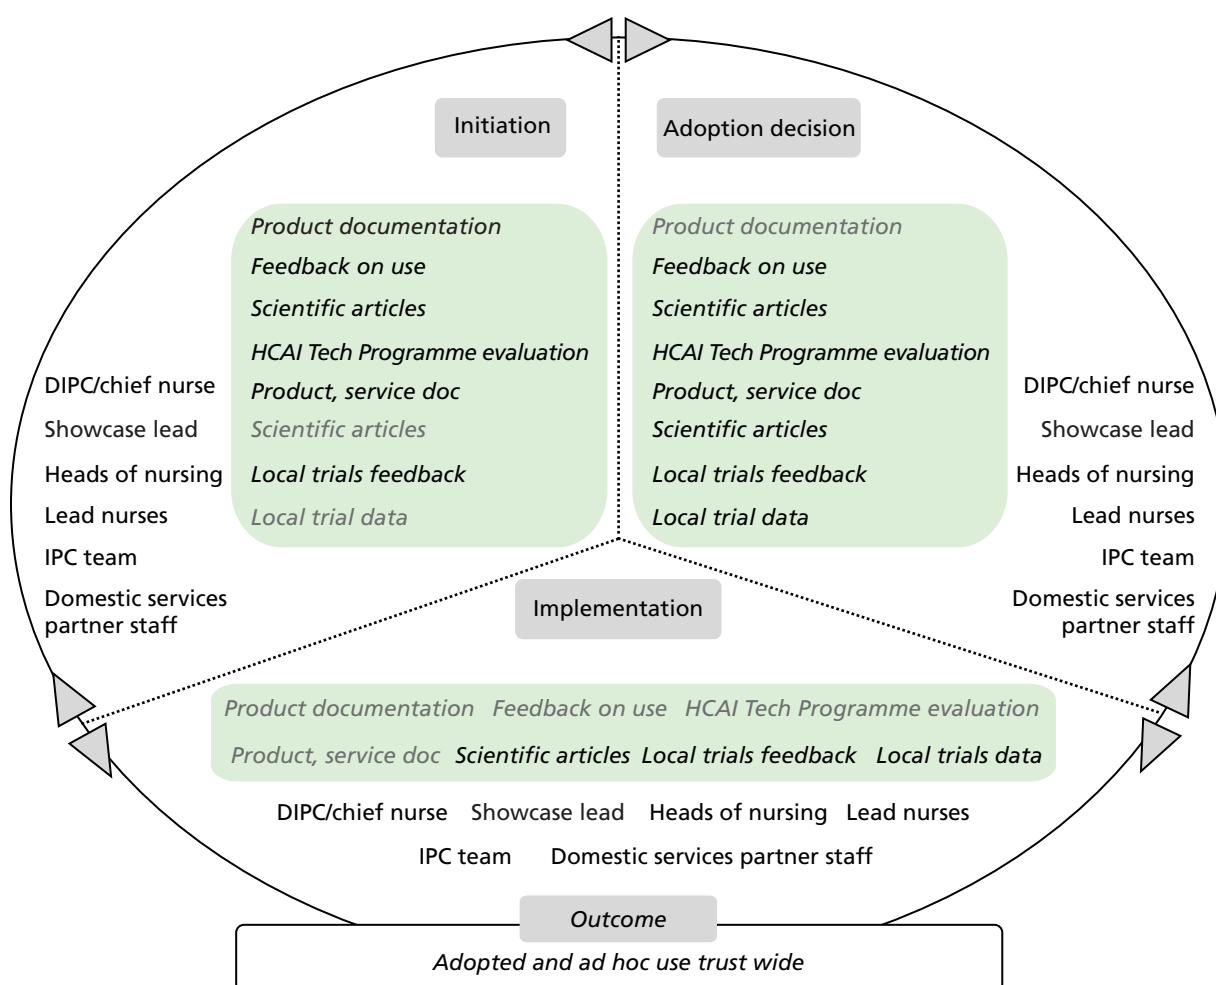 Initiation
Adoption decision
Product documentation
Feedback on use
Scientific articles
HCAI Tech Programme evaluation
Product, service doc
Scientific articles
Local trials feedback
Local trial data
Product documentation
Feedback on use
Scientific articles
HCAI Tech Programme evaluation
Product, service doc
Scientific articles
Local trials feedback
Local trial data
DIPC/chief nurse
Showcase lead
Heads of nursing
Lead nurses
IPC team
Domestic services
partner staff
DIPC/chief nurse
Showcase lead
Heads of nursing
Lead nurses
IPC team
Domestic services
partner staff
Implementation
Product documentation Feedback on use HCAI Tech Programme evaluation
Product, service doc Scientific articles Local trials feedback Local trials data
DIPC/chief nurse Showcase lead Heads of nursing Lead nurses
IPC team Domestic services partner staff
Outcome
Adopted and ad hoc use trust wide